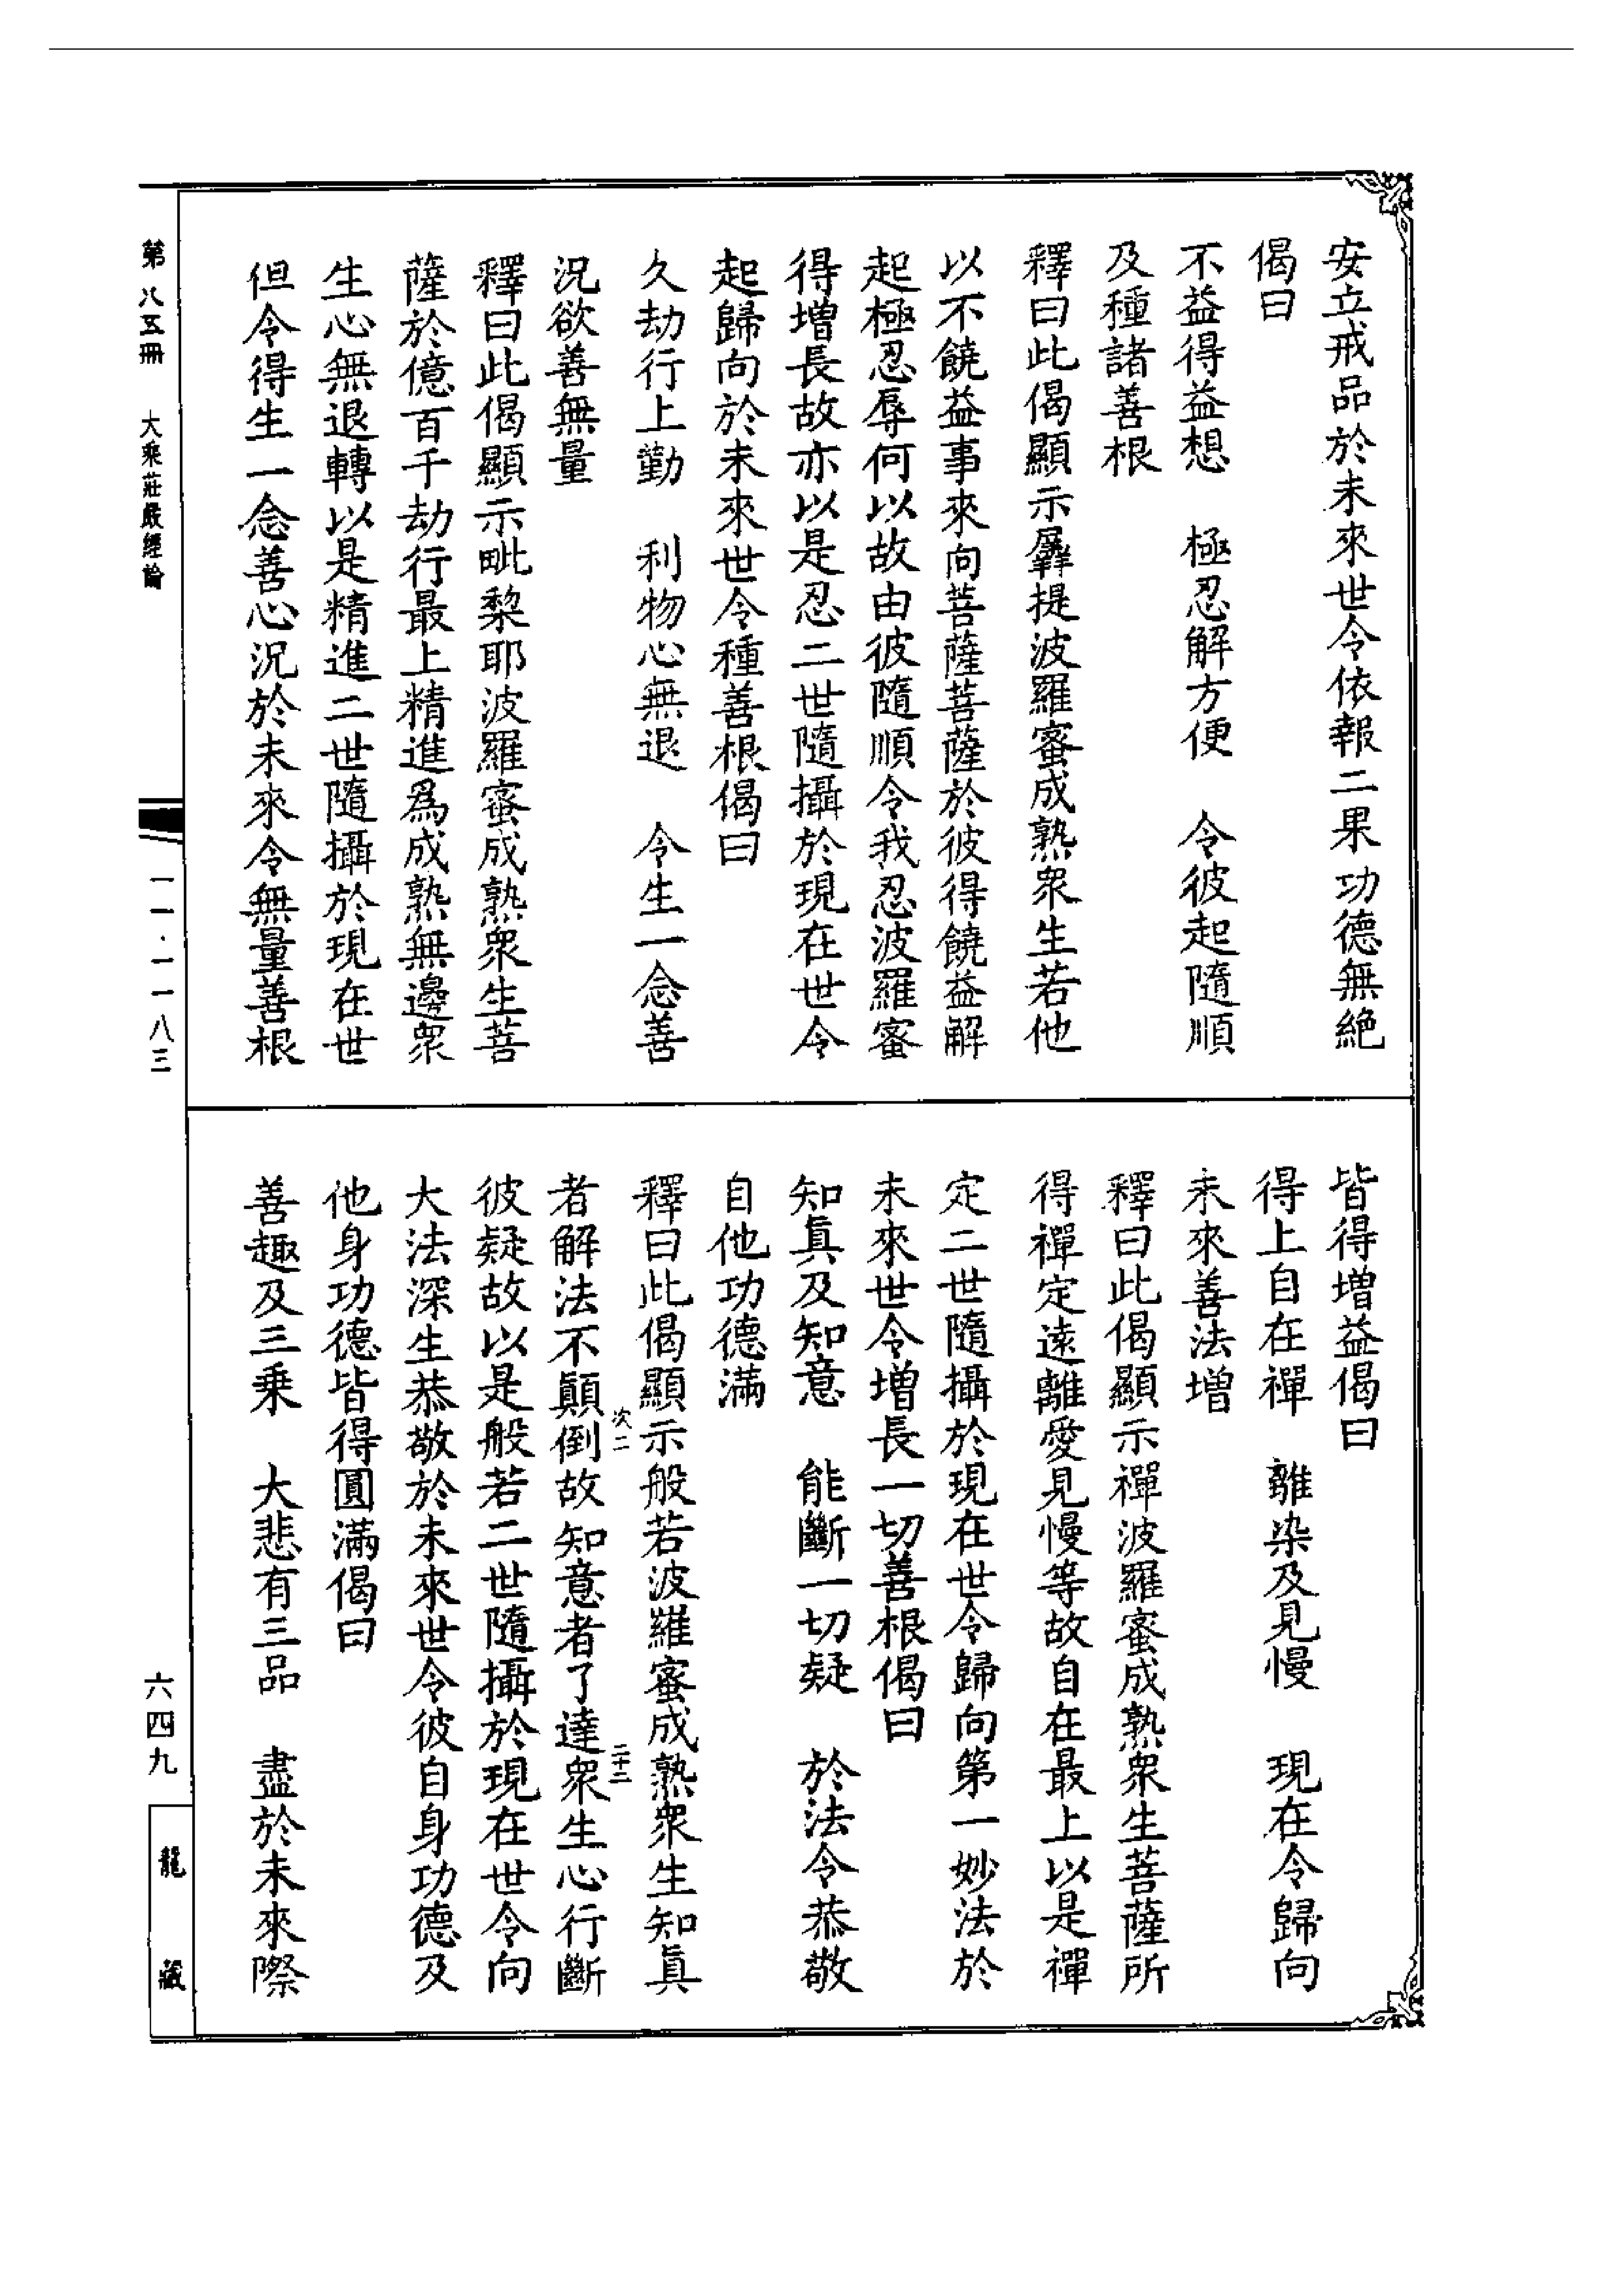 安立戒品於未來世令依報二果功德無絕
偈曰
不益得益想　極忍解方便　令彼起隨順
及種諸善根
釋曰此偈顯示羼提波羅蜜成熟衆生若他
以不饒益事來向菩薩菩薩於彼得饒益解
起極忍辱何以故由彼隨順令我忍波羅蜜
得增長故亦以是忍二世隨攝於現在世令
起歸向於未來世令種善根偈曰
久劫行上勤　利物心無退　令生一念善
況欲善無量
釋曰此偈顯示毗黎耶波羅蜜成熟衆生菩
薩於億百千劫行最上精進爲成熟無邊衆
生心無退轉以是精進二世隨攝於現在世
但令得生一念善心況於未來令無量善根
皆得增益偈曰
得上自在禪　離染及見慢　現在令歸向
未來善法增
釋曰此偈顯示禪波羅蜜成熟衆生菩薩所
得禪定遠離愛見慢等故自在最上以是禪
定二世隨攝於現在世令歸向第一妙法於
未來世令增長一切善根偈曰
知眞及知意　能斷一切疑　於法令恭敬
自他功德滿
釋曰此偈顯示般若波羅蜜成熟衆生知眞
次二　二十二
者解法不顚倒故知意者了達衆生心行斷
彼疑故以是般若二世隨攝於現在世令向
大法深生恭敬於未來世令彼自身功德及
他身功德皆得圓滿偈曰
善趣及三乘　大悲有三品　盡於未來際
第八五冊　大乘莊嚴經論
一一·一一八三
六四九
龍藏